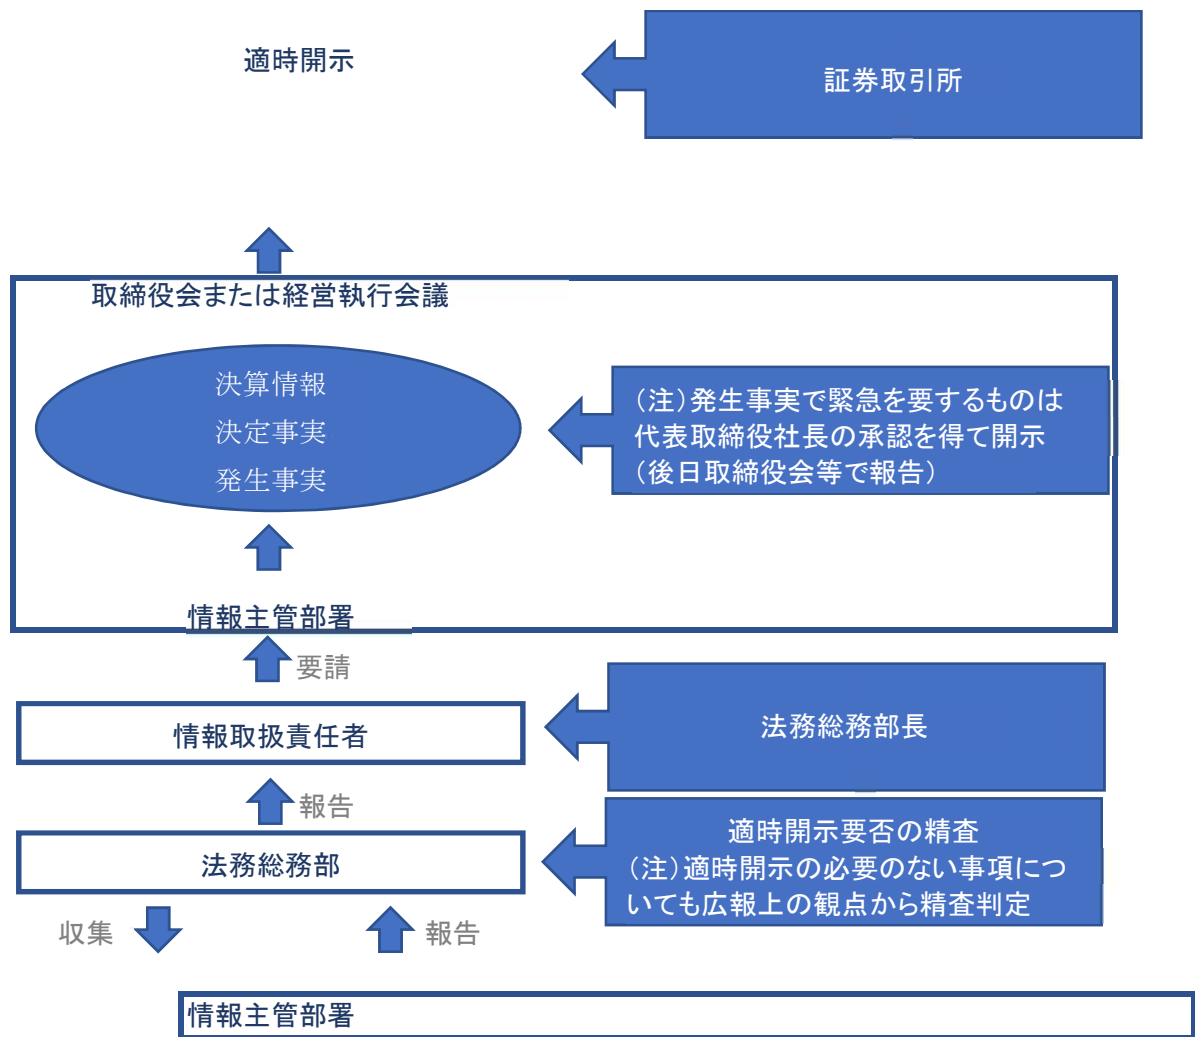 適時開示
証券取引所
取締役会または経営執行会議
決算情報
決定事実
発生事実
（注）発生事実で緊急を要するものは
代表取締役社長の承認を得て開示
（後日取締役会等で報告）
情報主管部署
要請
情報取扱責任者
法務総務部長
報告
法務総務部
適時開示要否の精査
（注）適時開示の必要のない事項につ
いても広報上の観点から精査判定
収集
報告
情報主管部署